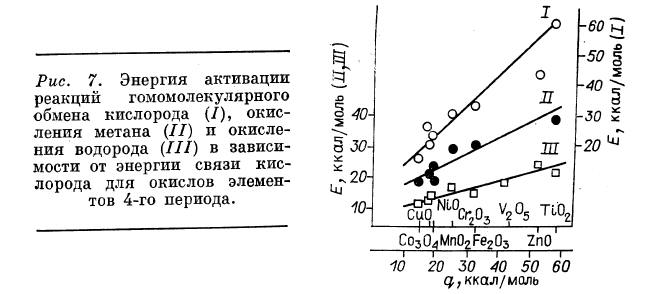 Рис. 7. Энергия активации
реакций гомомолекулярного
обмена кислорода (I), окис-
ления метана (II) и окисле-
ния водорода (III) в зависи-
мости от энергии связи кис-
лорода для окислов элемен-
тов 4-го периода.
E, ккал/моль (II, III)
40
30
20
10
I
II
III
60
50
40
30
20
E, ккал/моль (I)
CuO NiO Cr2O3 V2O5 TiO2
Co3O4 MnO2 Fe2O3 ZnO
10 20 30 40 50 60
q, ккал/моль